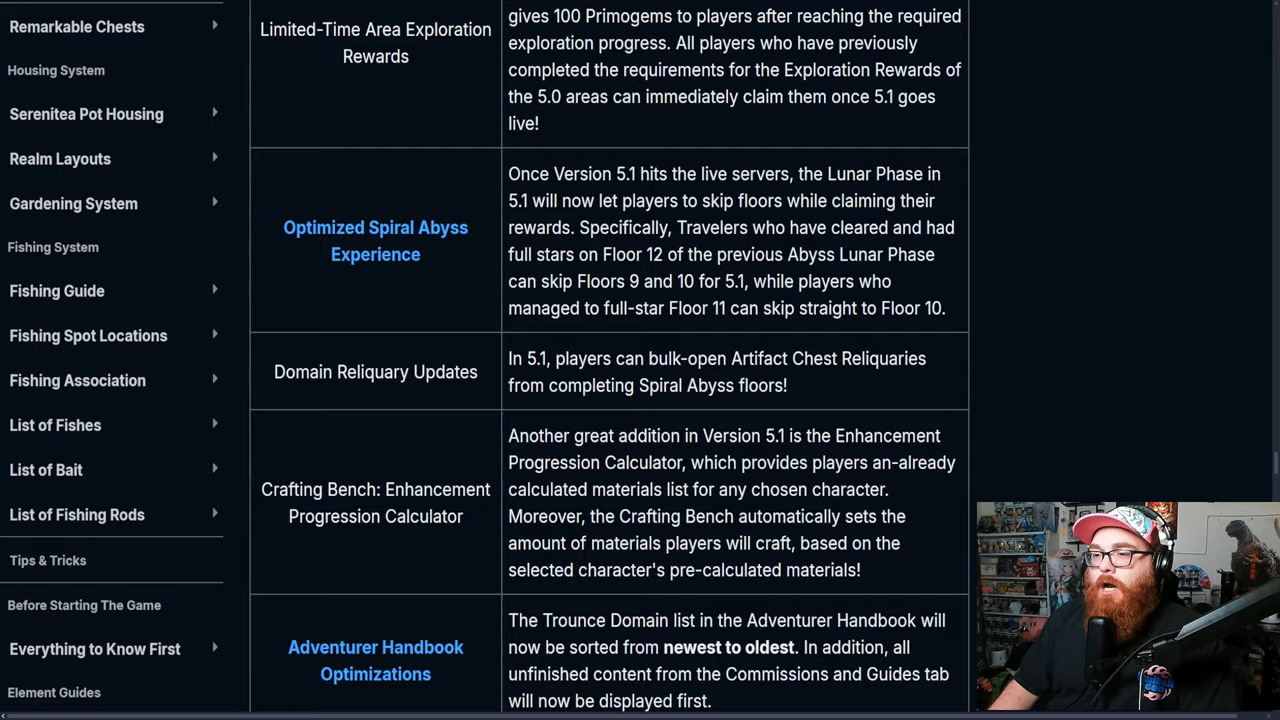 Remarkable Chests
Housing System
Serenitea Pot Housing
Realm Layouts
Gardening System
Fishing System
Fishing Guide
Fishing Spot Locations
Fishing Association
List of Fishes
List of Bait
List of Fishing Rods
Tips & Tricks
Before Starting The Game
Everything to Know First
Element Guides
Limited-Time Area Exploration
Rewards
gives 100 Primogems to players after reaching the required
exploration progress. All players who have previously
completed the requirements for the Exploration Rewards of
the 5.0 areas can immediately claim them once 5.1 goes
live!
Optimized Spiral Abyss
Experience
Once Version 5.1 hits the live servers, the Lunar Phase in
5.1 will now let players to skip floors while claiming their
rewards. Specifically, Travelers who have cleared and had
full stars on Floor 12 of the previous Abyss Lunar Phase
can skip Floors 9 and 10 for 5.1, while players who
managed to full-star Floor 11 can skip straight to Floor 10.
Domain Reliquary Updates
In 5.1, players can bulk-open Artifact Chest Reliquaries
from completing Spiral Abyss floors!
Crafting Bench: Enhancement
Progression Calculator
Another great addition in Version 5.1 is the Enhancement
Progression Calculator, which provides players an-already
calculated materials list for any chosen character.
Moreover, the Crafting Bench automatically sets the
amount of materials players will craft, based on the
selected character's pre-calculated materials!
Adventurer Handbook
Optimizations
The Trounce Domain list in the Adventurer Handbook will
now be sorted from newest to oldest. In addition, all
unfinished content from the Commissions and Guides tab
will now be displayed first.